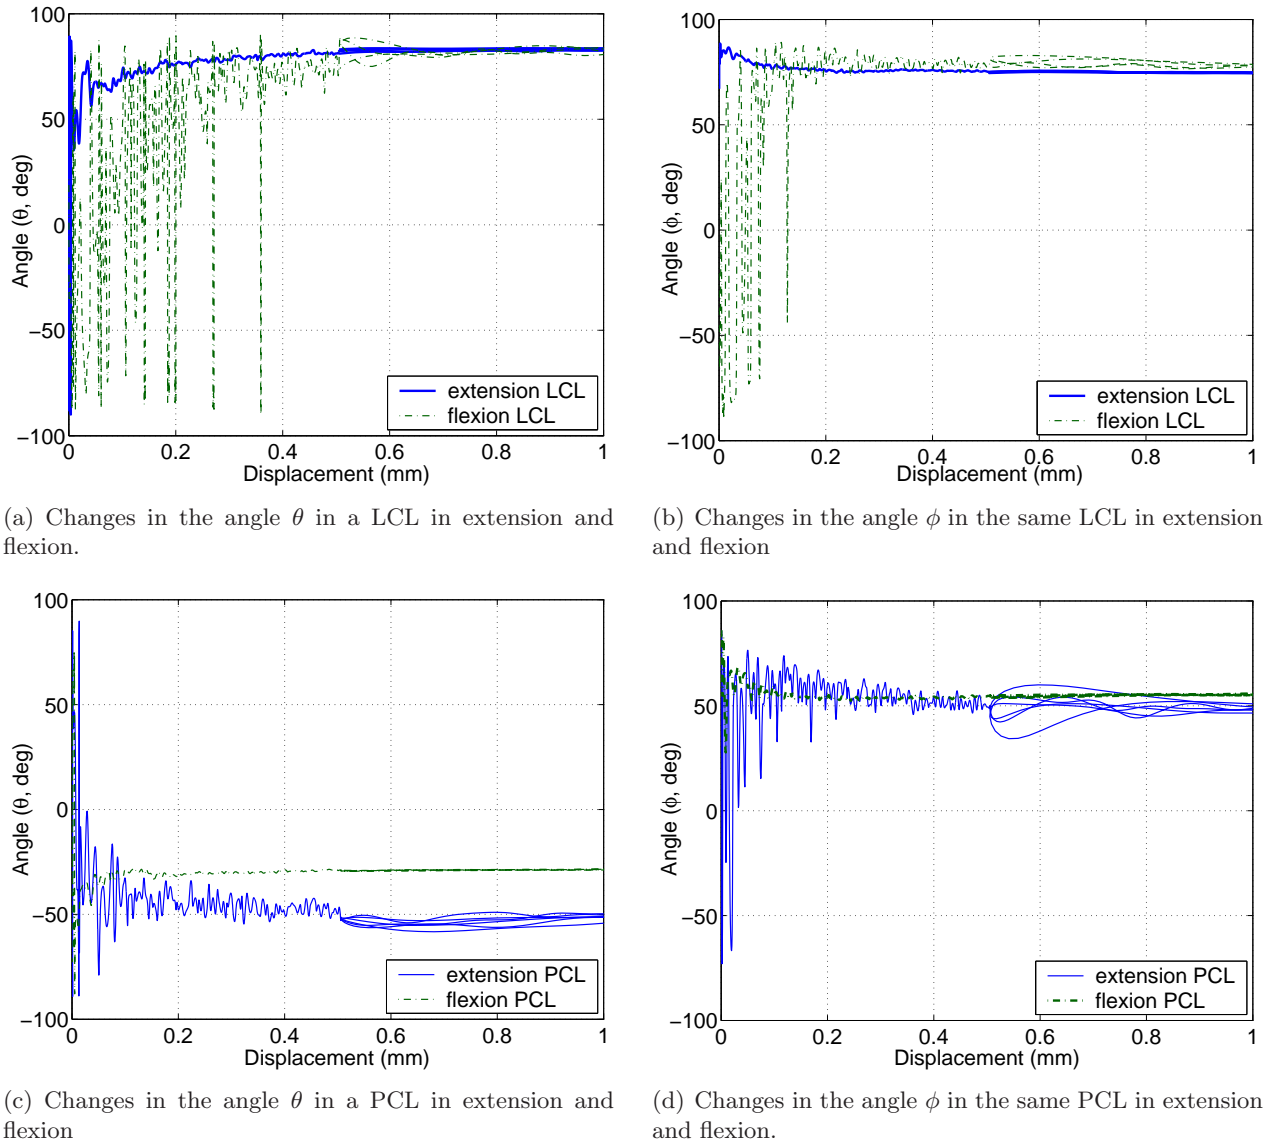 100
50
0
−50
−100
Angle (θ, deg)
extension LCL
flexion LCL
0 0.2 0.4 0.6 0.8 1
Displacement (mm)
(a) Changes in the angle θ in a LCL in extension and
flexion.
100
50
0
−50
−100
Angle (ϕ, deg)
extension LCL
flexion LCL
0 0.2 0.4 0.6 0.8 1
Displacement (mm)
(b) Changes in the angle ϕ in the same LCL in extension
and flexion
100
50
0
−50
−100
Angle (θ, deg)
extension PCL
flexion PCL
0 0.2 0.4 0.6 0.8 1
Displacement (mm)
(c) Changes in the angle θ in a PCL in extension and
flexion
100
50
0
−50
−100
Angle (ϕ, deg)
extension PCL
flexion PCL
0 0.2 0.4 0.6 0.8 1
Displacement (mm)
(d) Changes in the angle ϕ in the same PCL in extension
and flexion.